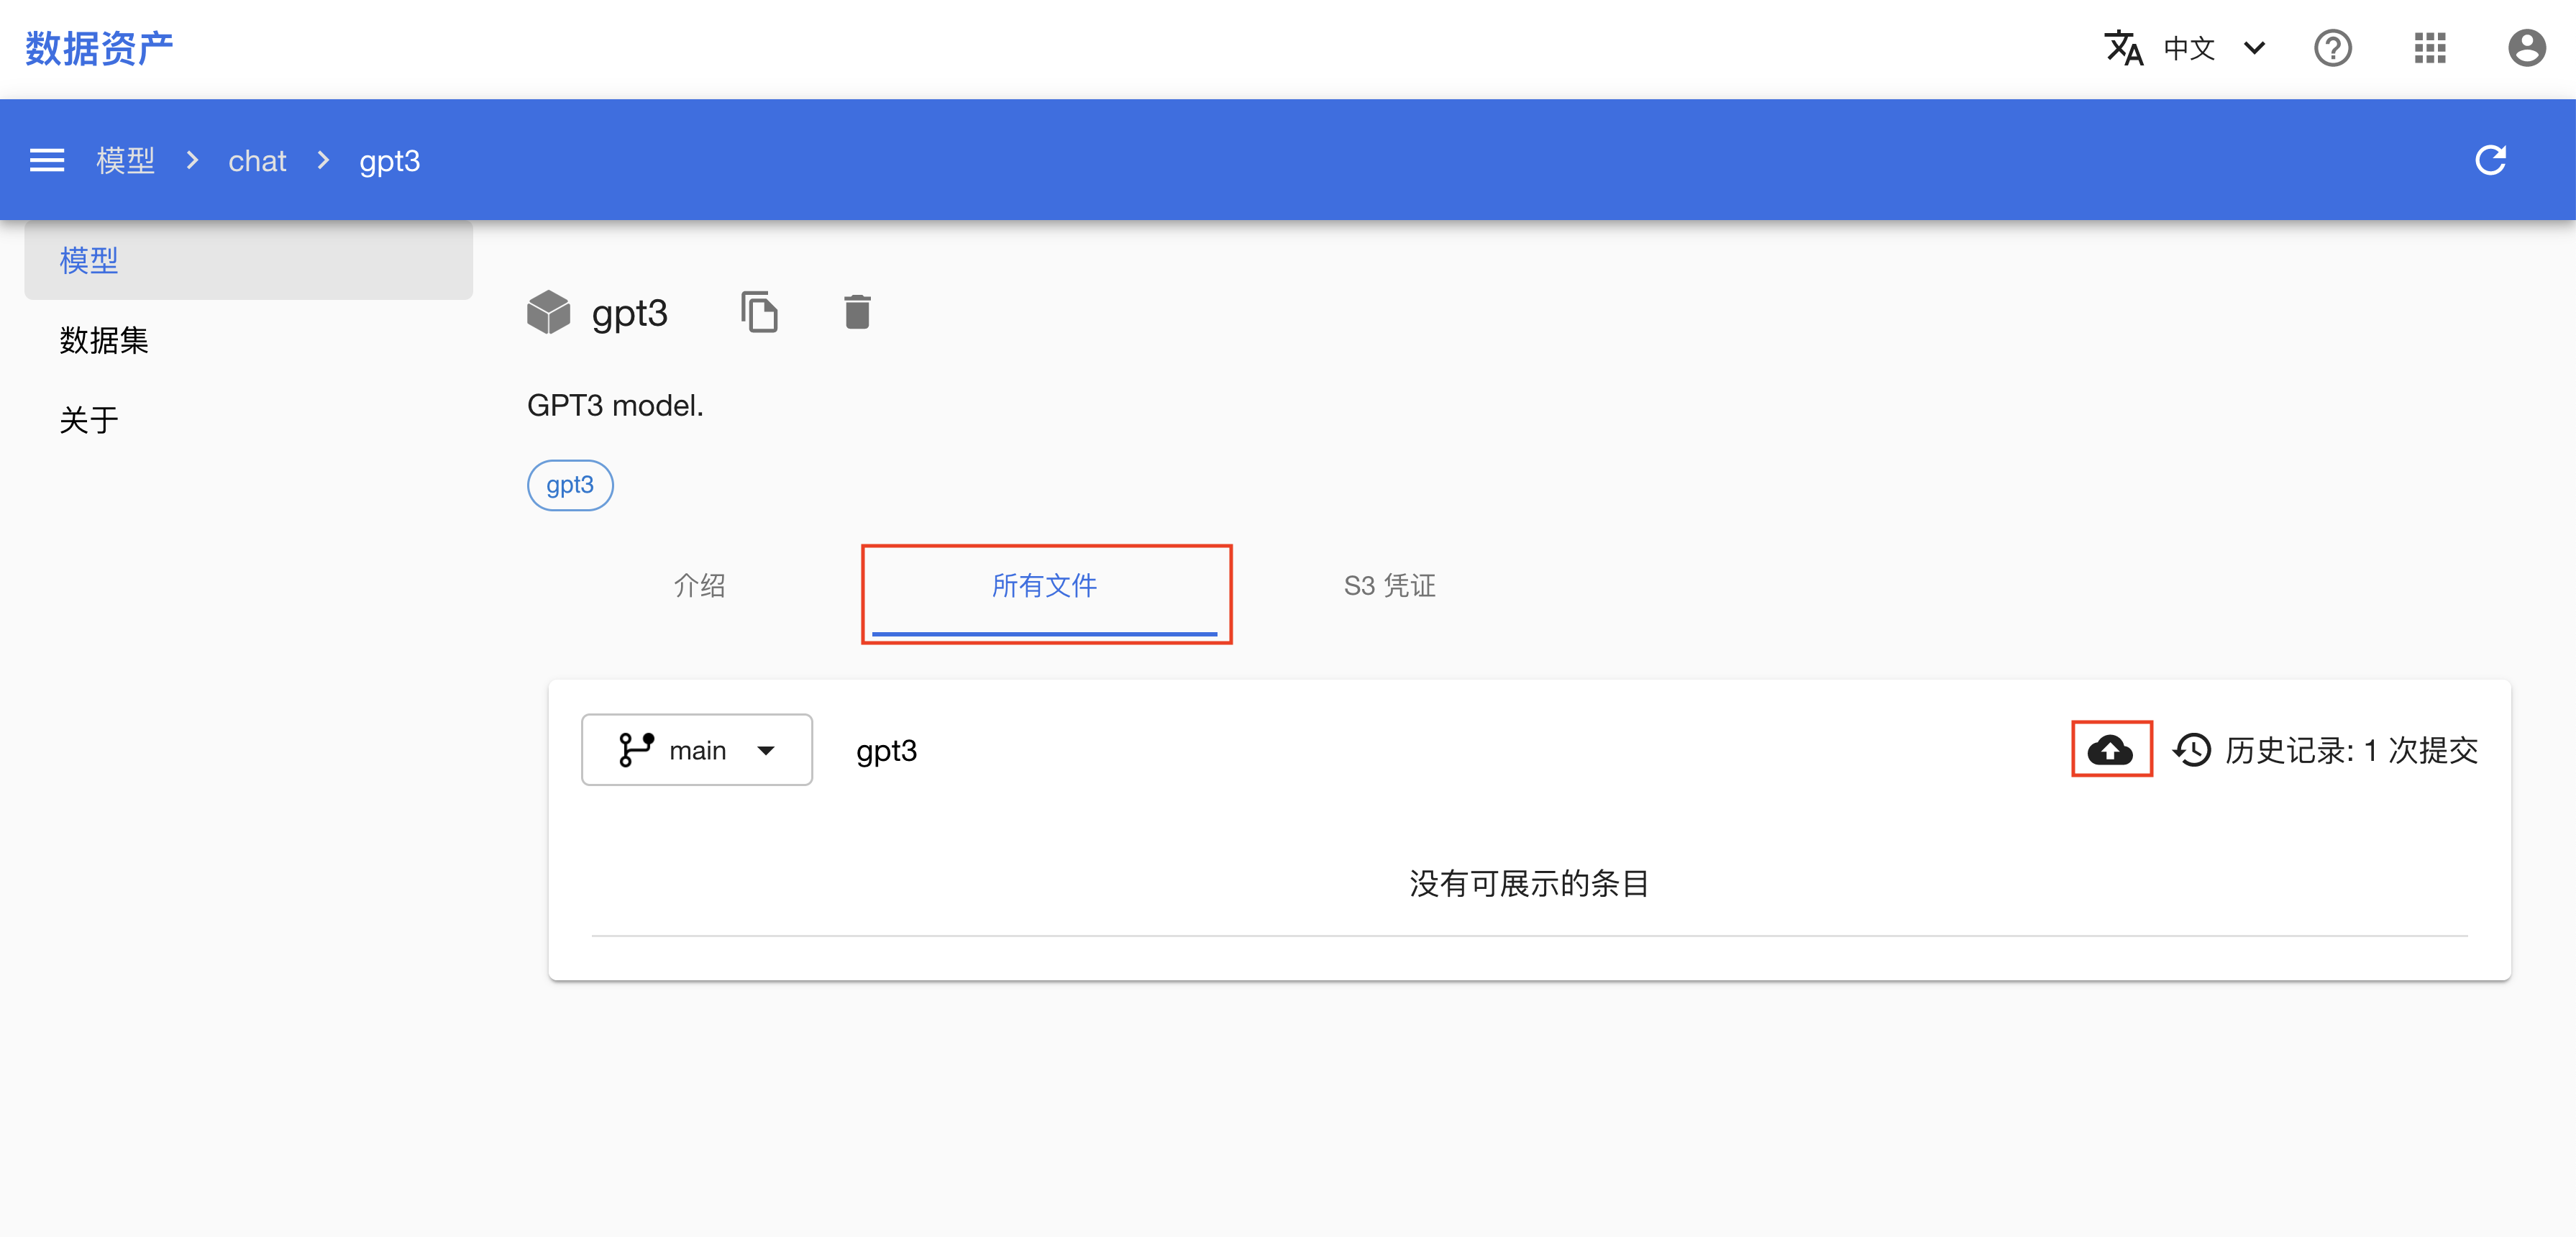 数据资产
中文
模型 chat gpt3
模型
数据集
关于
gpt3
GPT3 model.
gpt3
介绍 所有文件 S3 凭证
main gpt3 历史记录: 1 次提交
没有可展示的条目